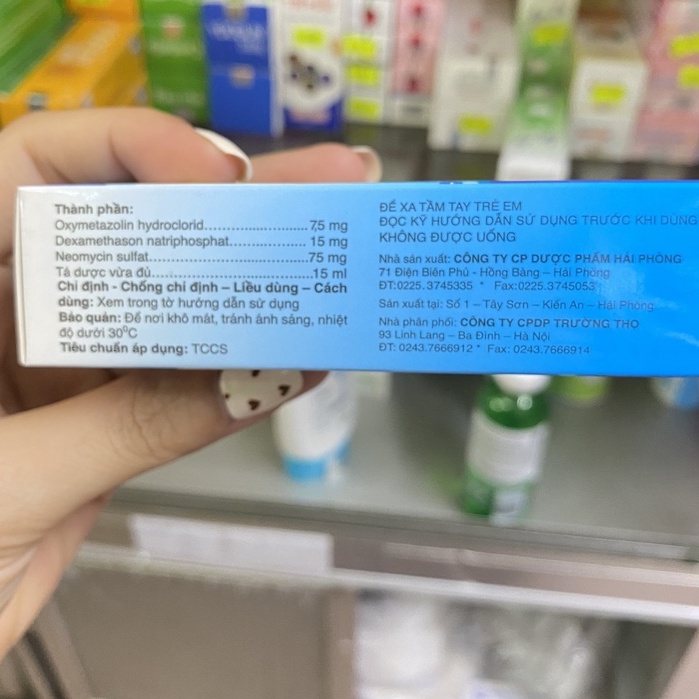 Thành phần:
Oxymetazolin hydroclorid..........................7,5 mg
Dexamethason natriphosphat.................. 15 mg
Neomycin sulfat.....................................75 mg
Tá dược vừa đủ.....................................15 ml
Chỉ định - Chống chỉ định – Liều dùng – Cách
dùng: Xem trong tờ hướng dẫn sử dụng
Bảo quản: Để nơi khô mát, tránh ánh sáng, nhiệt
độ dưới 30⁰C
Tiêu chuẩn áp dụng: TCCS
ĐỂ XA TẦM TAY TRẺ EM
ĐỌC KỸ HƯỚNG DẪN SỬ DỤNG TRƯỚC KHI DÙNG
KHÔNG ĐƯỢC UỐNG
Nhà sản xuất: CÔNG TY CP DƯỢC PHẨM HẢI PHÒNG
71 Điện Biên Phủ - Hồng Bàng – Hải Phòng
ĐT:0225.3745335 * Fax:0225.3745053
Sản xuất tại: Số 1 – Tây Sơn – Kiến An – Hải Phòng
Nhà phân phối: CÔNG TY CPDP TRƯỜNG THỌ
93 Linh Lang – Ba Đình – Hà Nội
ĐT: 0243.7666912 * Fax: 0243.7666914